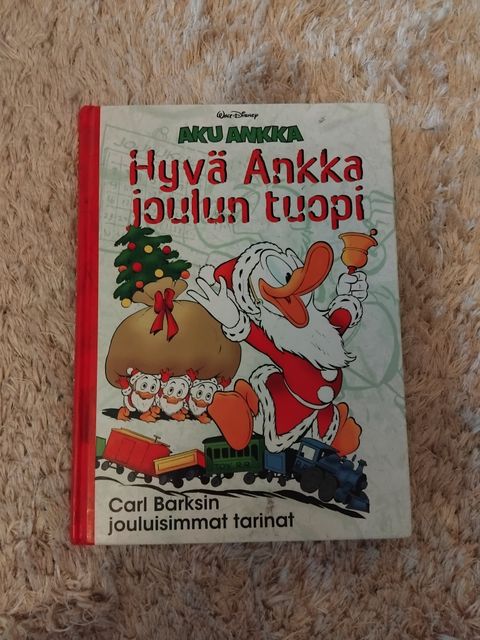 Walt Disney
AKU ANKKA
Hyvä Ankka
joulun tuopi
Carl Barksin
jouluisimmat tarinat